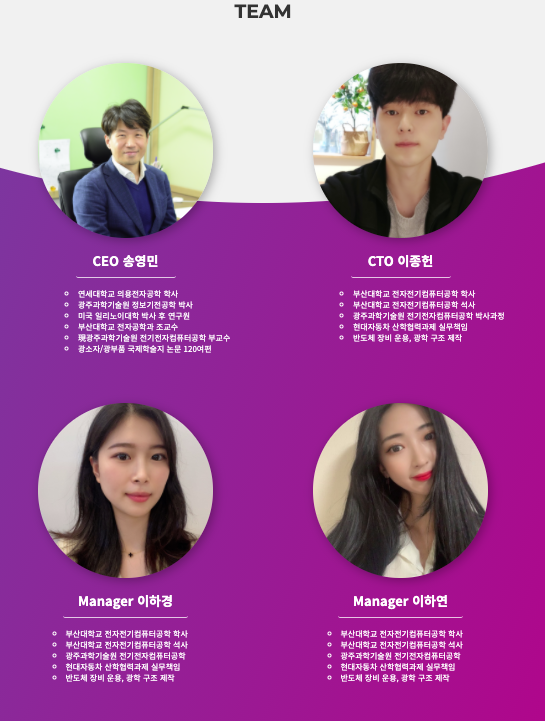 TEAM
CEO 송영민
연세대학교 의용전자공학 학사
광주과학기술원 정보기전공학 박사
미국 일리노이대학 박사 후 연구원
부산대학교 전자공학과 조교수
現광주과학기술원 전기전자컴퓨터공학 부교수
광소자/광부품 국제학술지 논문 120여편
CTO 이종헌
부산대학교 전자전기컴퓨터공학 학사
부산대학교 전자전기컴퓨터공학 석사
광주과학기술원 전기전자컴퓨터공학 박사과정
현대자동차 산학협력과제 실무책임
반도체 장비 운용, 광학 구조 제작
Manager 이하경
부산대학교 전자전기컴퓨터공학 학사
부산대학교 전자전기컴퓨터공학 석사
광주과학기술원 전기전자컴퓨터공학
현대자동차 산학협력과제 실무책임
반도체 장비 운용, 광학 구조 제작
Manager 이하연
부산대학교 전자전기컴퓨터공학 학사
부산대학교 전자전기컴퓨터공학 석사
광주과학기술원 전기전자컴퓨터공학
현대자동차 산학협력과제 실무책임
반도체 장비 운용, 광학 구조 제작